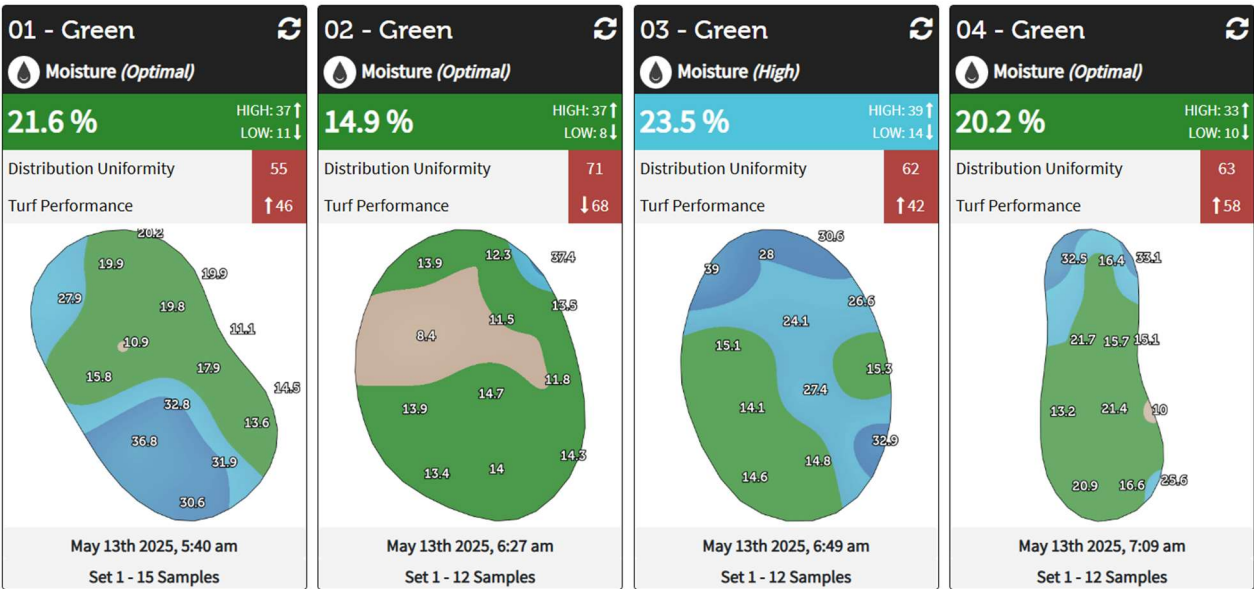 01 - Green
Moisture (Optimal)
21.6 %
HIGH: 37↑
LOW: 11↓
Distribution Uniformity 55
Turf Performance ↑46
20.2
19.9
19.9
27.9
19.8
11.1
10.9
17.9
15.8
14.5
32.8
13.6
36.8
31.9
30.6
May 13th 2025, 5:40 am
Set 1 - 15 Samples
02 - Green
Moisture (Optimal)
14.9 %
HIGH: 37↑
LOW: 8↓
Distribution Uniformity 71
Turf Performance ↓68
12.3
37.4
13.9
13.5
11.5
8.4
11.8
14.7
13.9
14.3
14
13.4
May 13th 2025, 6:27 am
Set 1 - 12 Samples
03 - Green
Moisture (High)
23.5 %
HIGH: 39↑
LOW: 14↓
Distribution Uniformity 62
Turf Performance ↑42
30.6
28
39
26.6
24.1
15.1
15.3
27.4
14.1
32.9
14.8
14.6
May 13th 2025, 6:49 am
Set 1 - 12 Samples
04 - Green
Moisture (Optimal)
20.2 %
HIGH: 33↑
LOW: 10↓
Distribution Uniformity 63
Turf Performance ↑58
32.5 16.4 33.1
21.7 15.7 15.1
13.2 21.4 10
20.9 16.6 25.6
May 13th 2025, 7:09 am
Set 1 - 12 Samples